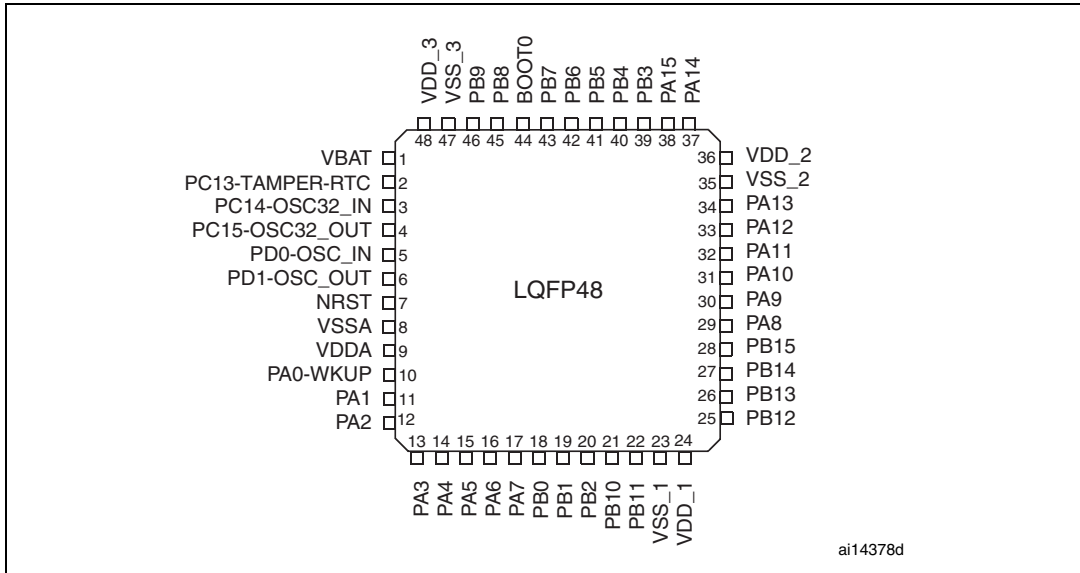 VDD_3
VSS_3
PB9
PB8
BOOT0
PB7
PB6
PB5
PB4
PB3
PA15
PA14
48 47 46 45 44 43 42 41 40 39 38 37
VBAT 1
PC13-TAMPER-RTC 2
PC14-OSC32_IN 3
PC15-OSC32_OUT 4
PD0-OSC_IN 5
PD1-OSC_OUT 6
NRST 7
VSSA 8
VDDA 9
PA0-WKUP 10
PA1 11
PA2 12
LQFP48
36 VDD_2
35 VSS_2
34 PA13
33 PA12
32 PA11
31 PA10
30 PA9
29 PA8
28 PB15
27 PB14
26 PB13
25 PB12
13 14 15 16 17 18 19 20 21 22 23 24
PA3
PA4
PA5
PA6
PA7
PB0
PB1
PB2
PB10
PB11
VSS_1
VDD_1
ai14378d